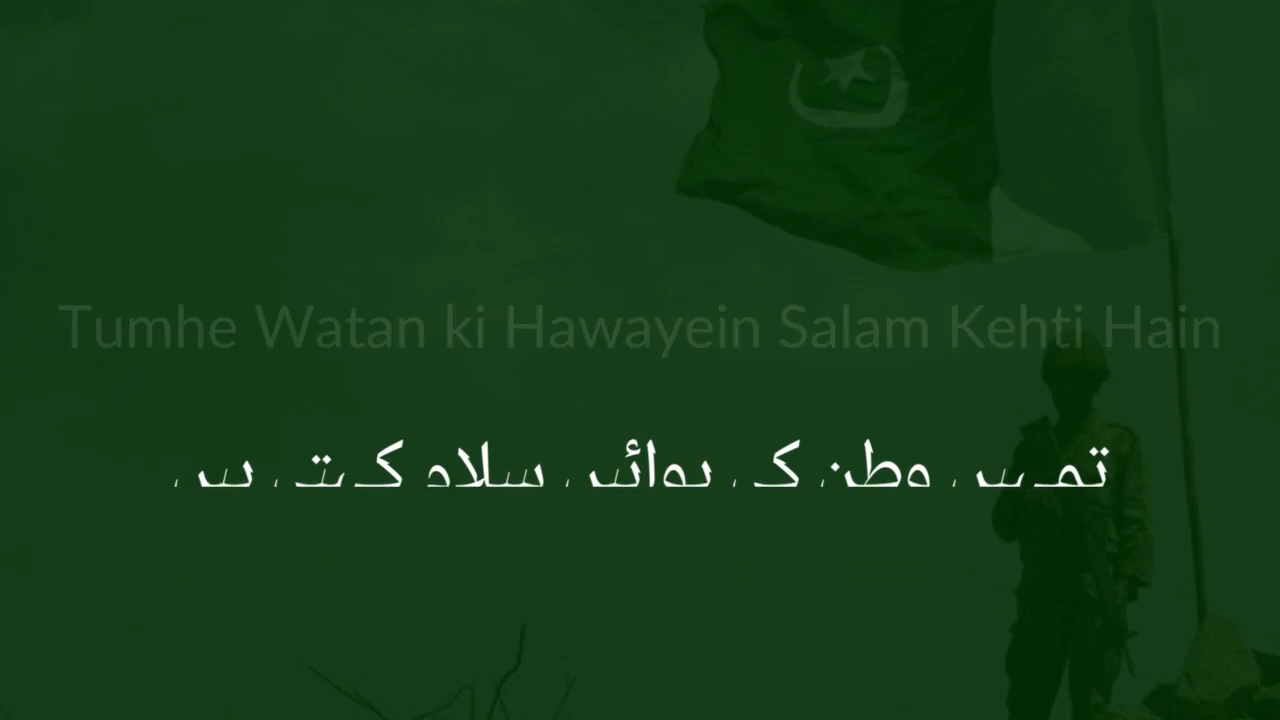 Tumhe Watan ki Hawayein Salam Kehti Hain
تمہیں وطن کی ہوائیں سلام کہتی ہیں